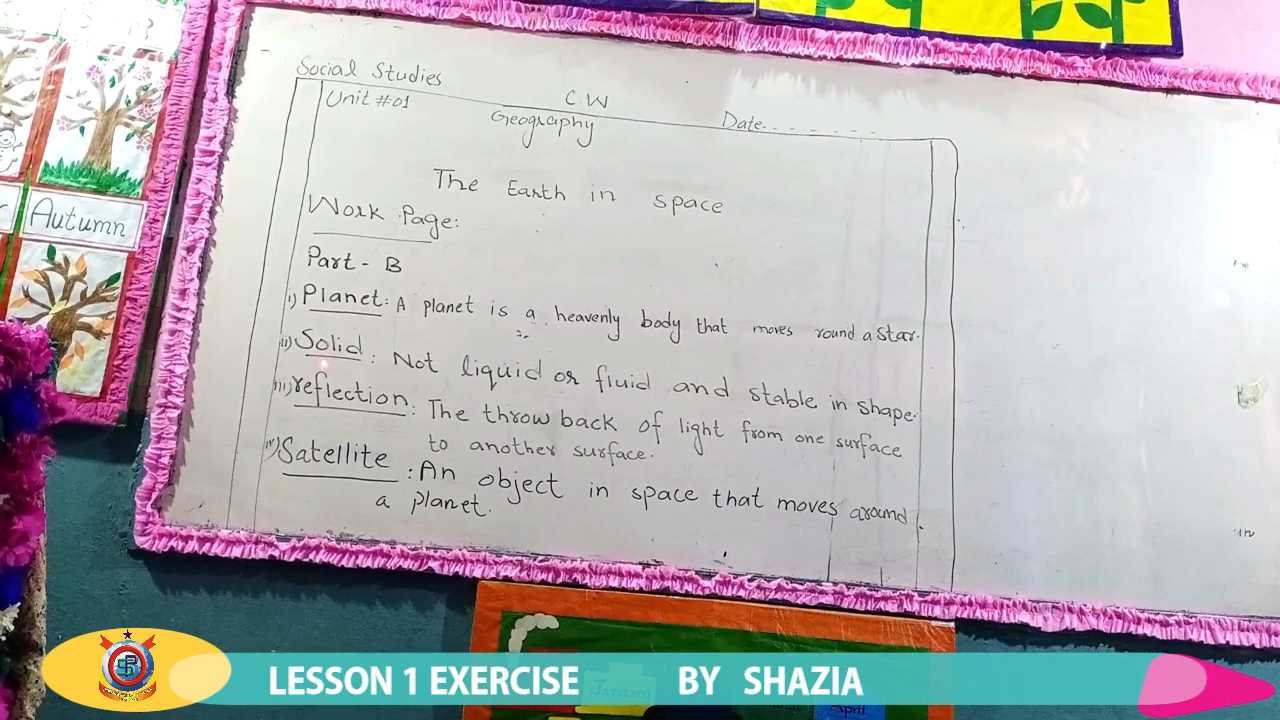 Social Studies
C.W
Unit #01
Geography
Date.......
The Earth in space
Work Page:
Part - B
i) Planet: A planet is a heavenly body that moves round a star.
ii) Solid: Not liquid or fluid and stable in shape.
iii) reflection: The throw back of light from one surface
to another surface.
iv) Satellite: An object in space that moves around
a planet.
Autumn
January
April
LESSON 1 EXERCISE BY SHAZIA